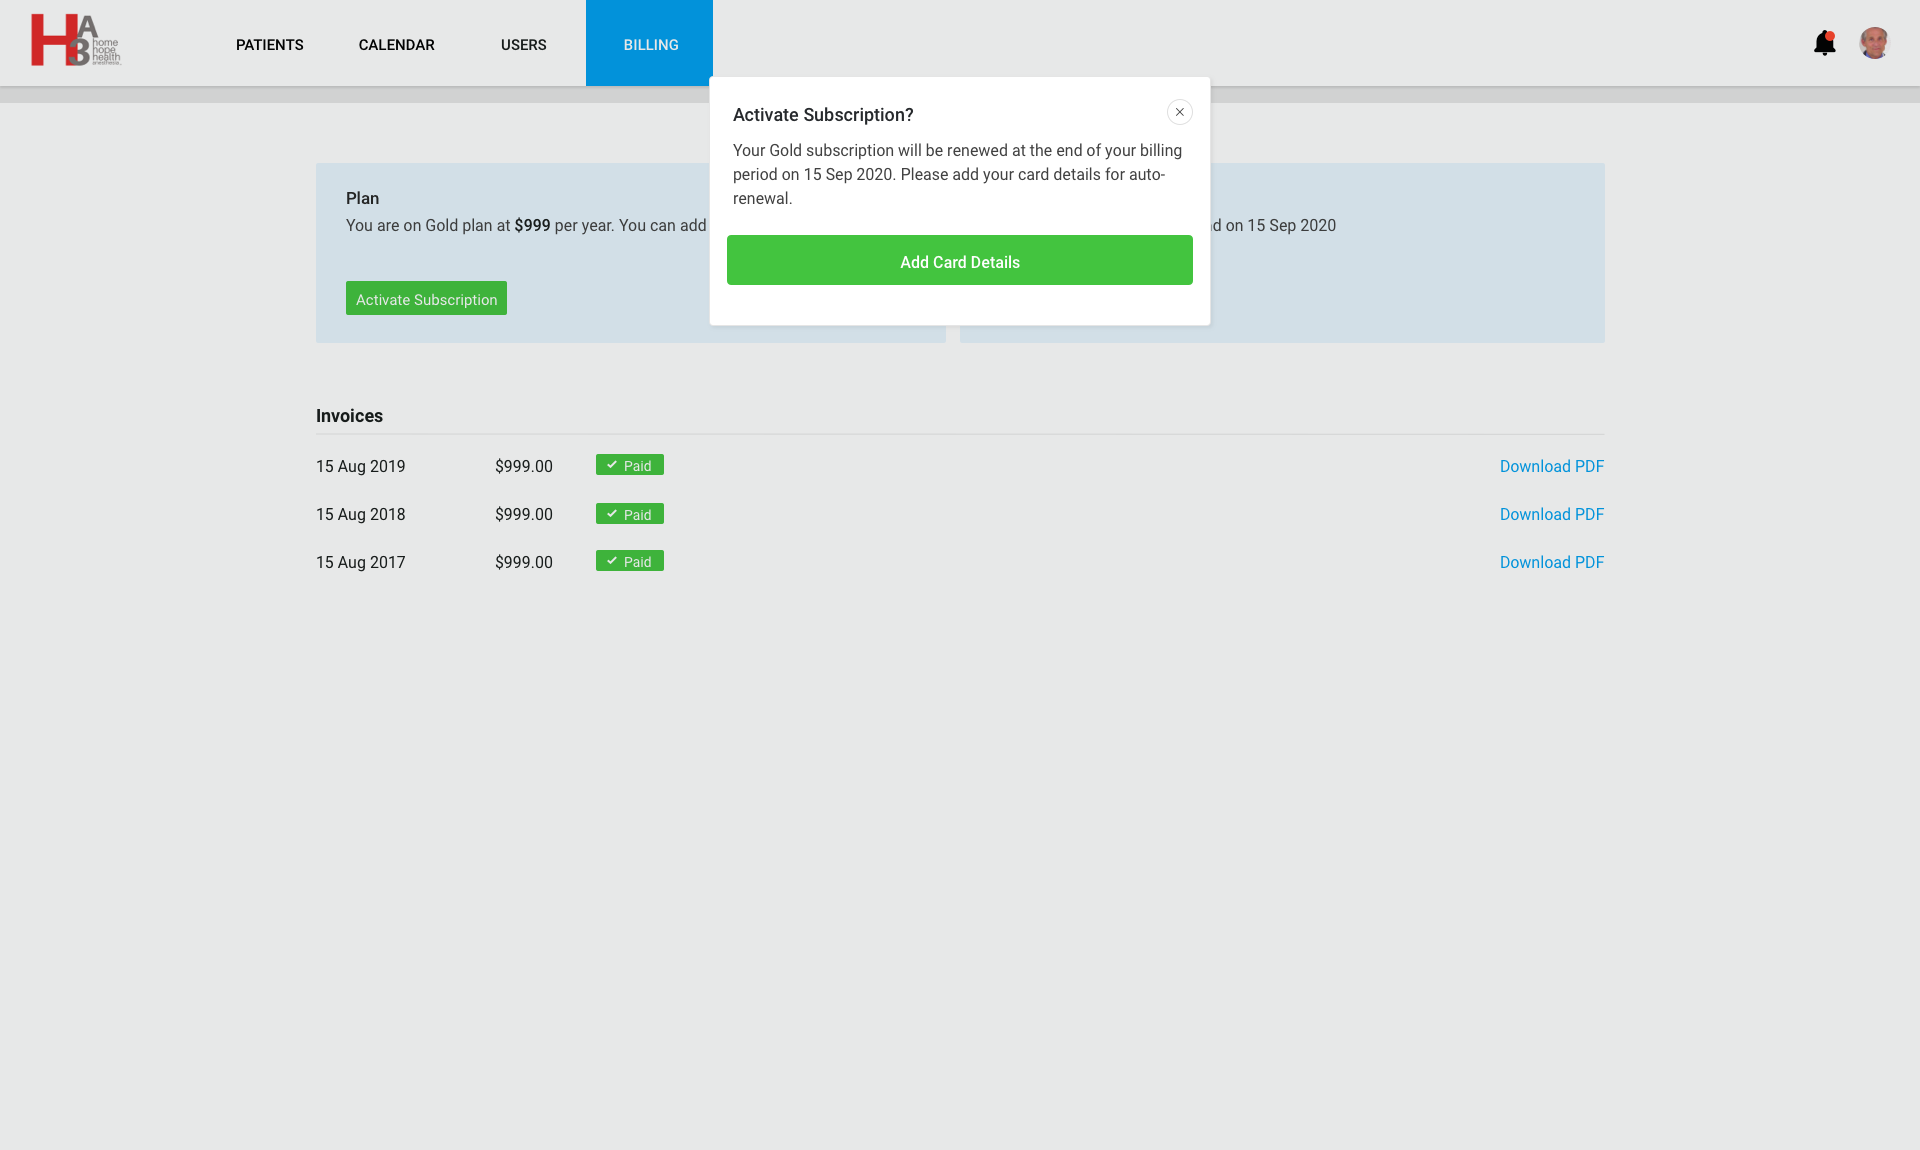 HA3 home
hope
health
anesthesia.
PATIENTS
CALENDAR
USERS
BILLING
Activate Subscription?
Your Gold subscription will be renewed at the end of your billing
period on 15 Sep 2020. Please add your card details for auto-
renewal.
Add Card Details
Plan
You are on Gold plan at $999 per year. You can add
on 15 Sep 2020
Activate Subscription
Invoices
15 Aug 2019 $999.00 Paid Download PDF
15 Aug 2018 $999.00 Paid Download PDF
15 Aug 2017 $999.00 Paid Download PDF